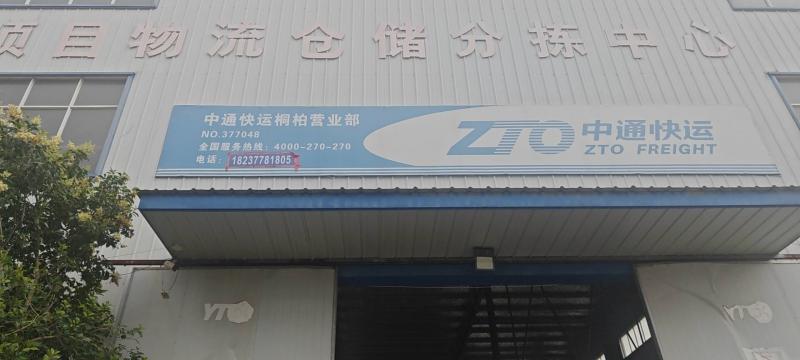 项目物流仓储分拣中心
中通快运桐柏营业部
NO.377048
全国服务热线：4000-270-270
电话：18237781805
ZTO 中通快运
ZTO FREIGHT
YT
YT